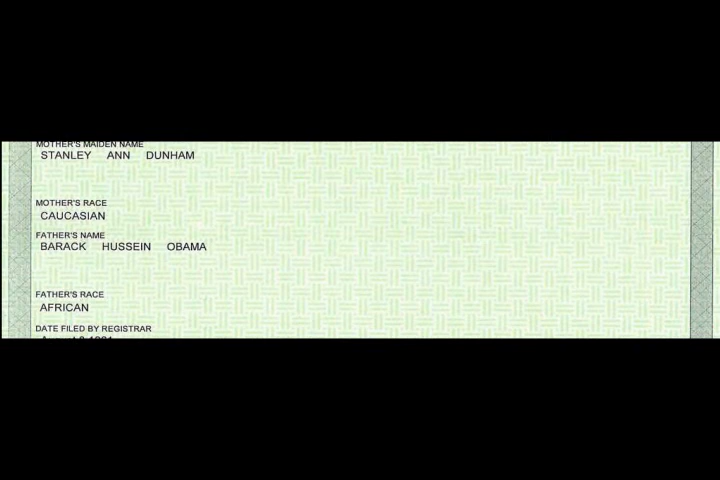 MOTHER'S MAIDEN NAME
STANLEY ANN DUNHAM
MOTHER'S RACE
CAUCASIAN
FATHER'S NAME
BARACK HUSSEIN OBAMA
FATHER'S RACE
AFRICAN
DATE FILED BY REGISTRAR